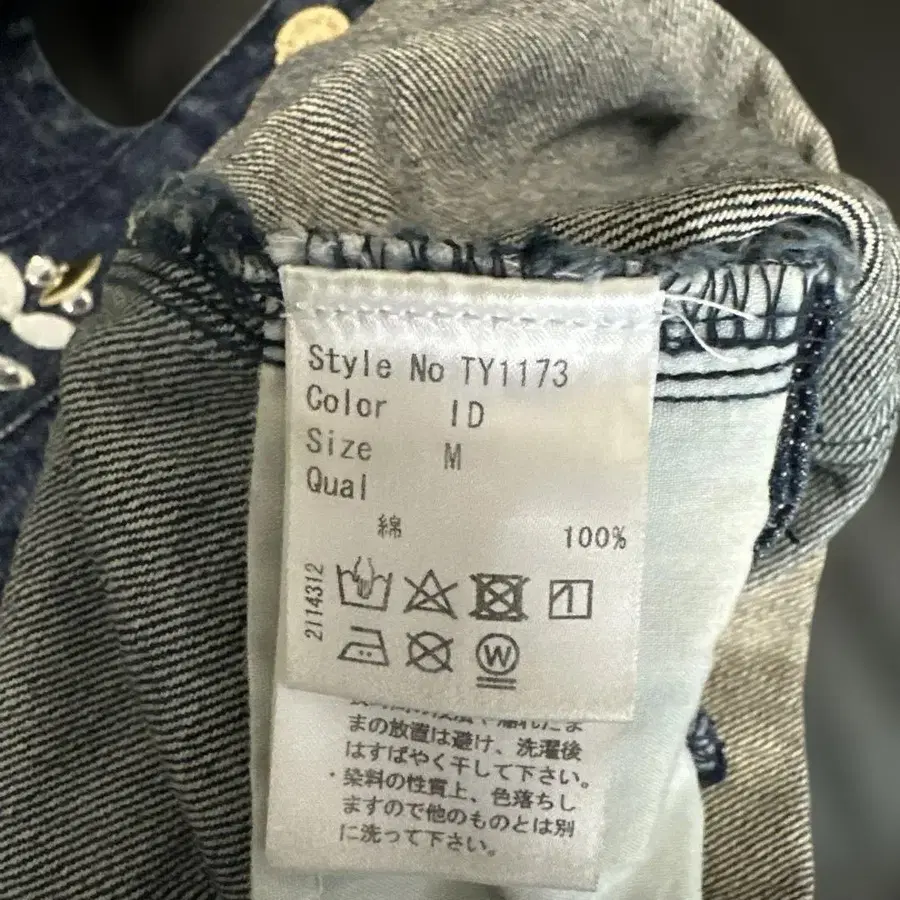 Style No TY1173
Color ID
Size M
Qual
綿 100%
2114312
W
まの放置は避け、洗濯後
はすばやく干して下さい。
・染料の性質上、色落ちし
ますので他のものとは別
に洗って下さい。